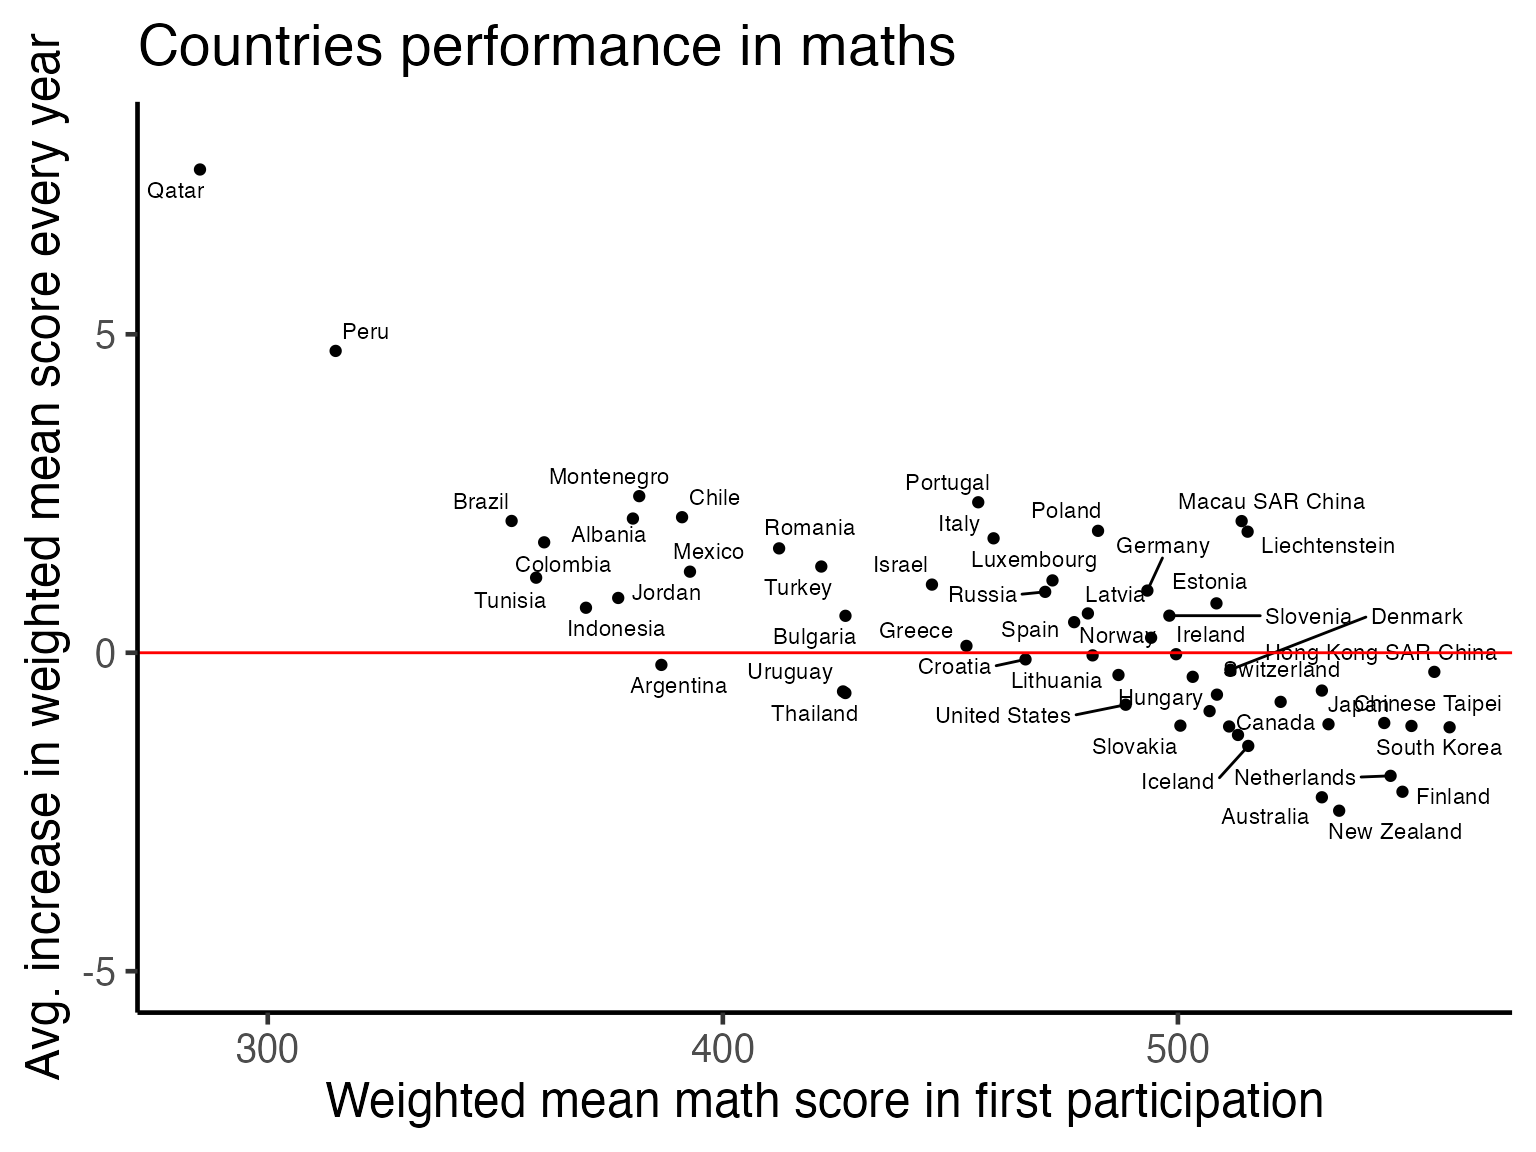 Countries performance in maths
Avg. increase in weighted mean score every year
5
0
-5
Qatar
Peru
Montenegro
Brazil
Chile
Albania
Colombia
Mexico
Tunisia
Jordan
Indonesia
Argentina
Romania
Turkey
Bulgaria
Uruguay
Thailand
Portugal
Italy
Poland
Israel
Luxembourg
Russia
Greece
Spain
Croatia
Lithuania
United States
Macau SAR China
Germany
Liechtenstein
Latvia
Estonia
Slovenia
Denmark
Norway
Ireland
Hong Kong SAR China
Switzerland
Hungary
Japan
Chinese Taipei
Canada
Slovakia
South Korea
Iceland
Netherlands
Finland
Australia
New Zealand
300
400
500
Weighted mean math score in first participation